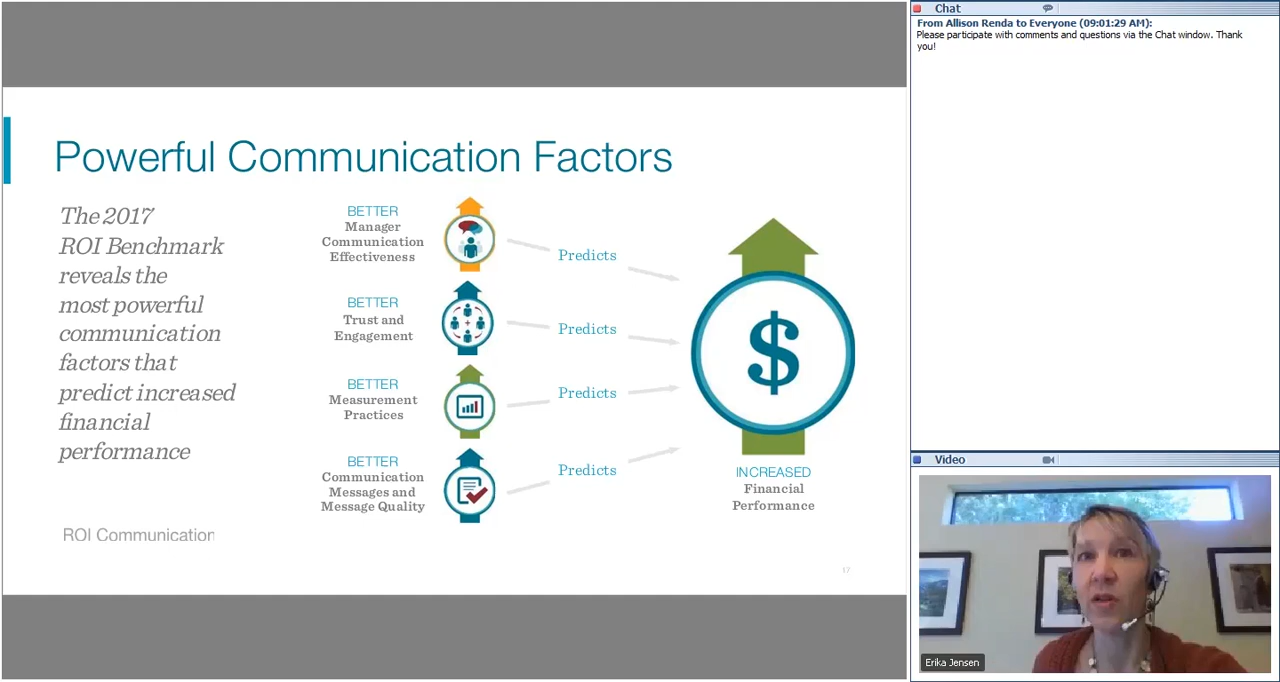 Powerful Communication Factors
The 2017
ROI Benchmark
reveals the
most powerful
communication
factors that
predict increased
financial
performance
BETTER
Manager
Communication
Effectiveness
Predicts
BETTER
Trust and
Engagement
Predicts
BETTER
Measurement
Practices
Predicts
BETTER
Communication
Messages and
Message Quality
Predicts
$
INCREASED
Financial
Performance
ROI Communication
17
Chat
From Allison Renda to Everyone (09:01:29 AM):
Please participate with comments and questions via the Chat window. Thank
you!
Video
Erika Jensen